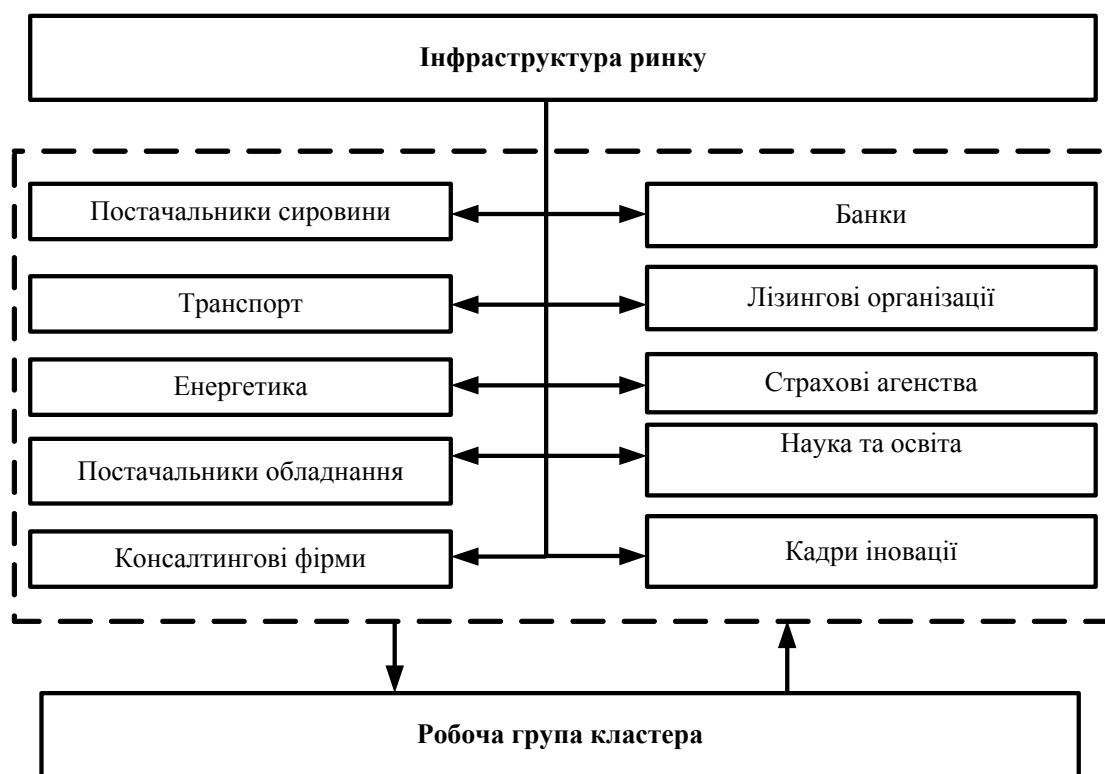 Інфраструктура ринку
Постачальники сировини
Банки
Транспорт
Лізингові організації
Енергетика
Страхові агенства
Постачальники обладнання
Наука та освіта
Консалтингові фірми
Кадри іновації
Робоча група кластера